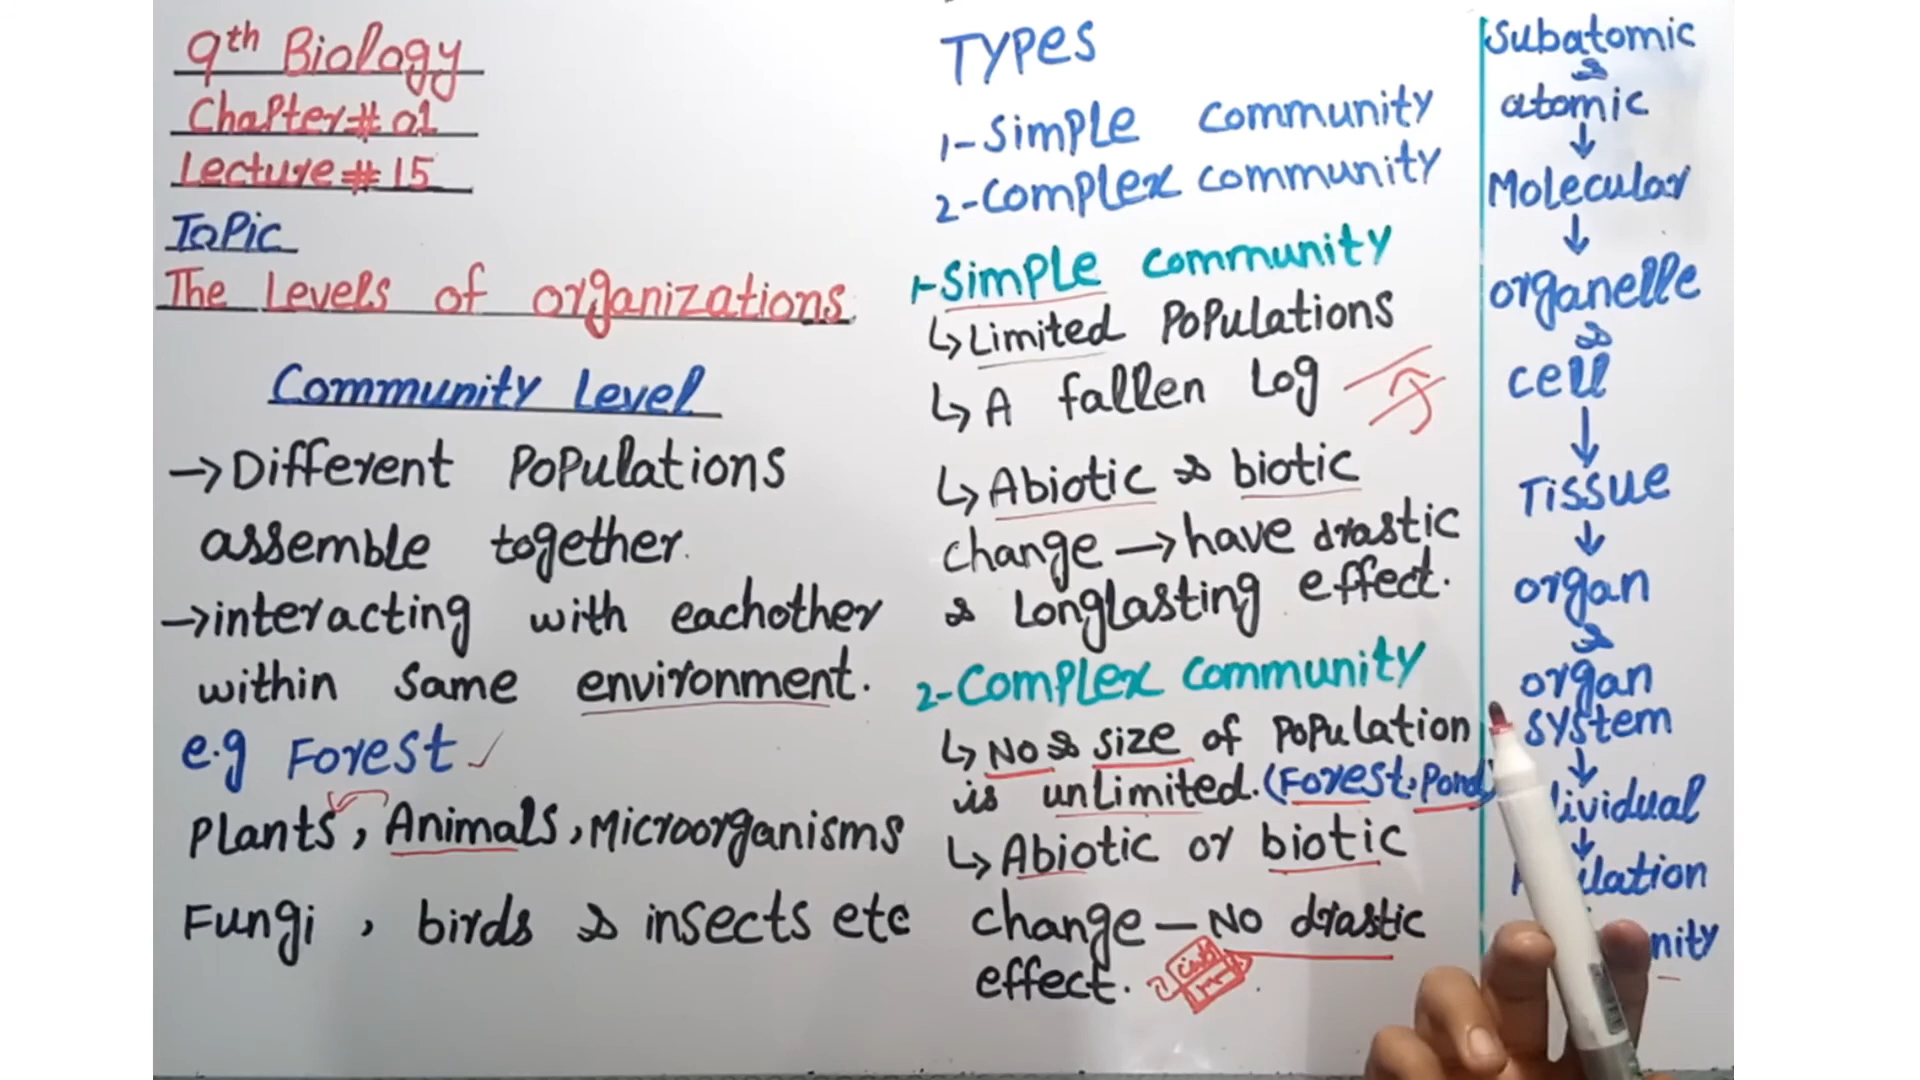 9th Biology
Chapter# 01
Lecture# 15
Topic
The Levels of organizations
Community Level
→Different Populations
assemble together.
→interacting with eachother
within same environment.
e.g Forest
Plants, Animals, Microorganisms
Fungi, birds & insects etc
TYPES
1-Simple community
2-Complex community
1-Simple community
↳Limited Populations
↳A fallen Log
↳Abiotic & biotic
change →have drastic
& Longlasting effect.
2-Complex community
↳No & size of Population
is unlimited. (Forest, Pond)
↳Abiotic or biotic
change – No drastic
effect.
Subatomic
&
atomic
↓
Molecular
↓
organelle
&
cell
↓
Tissue
↓
organ
&
organ
system
↓
dividual
↓
ulation
nity